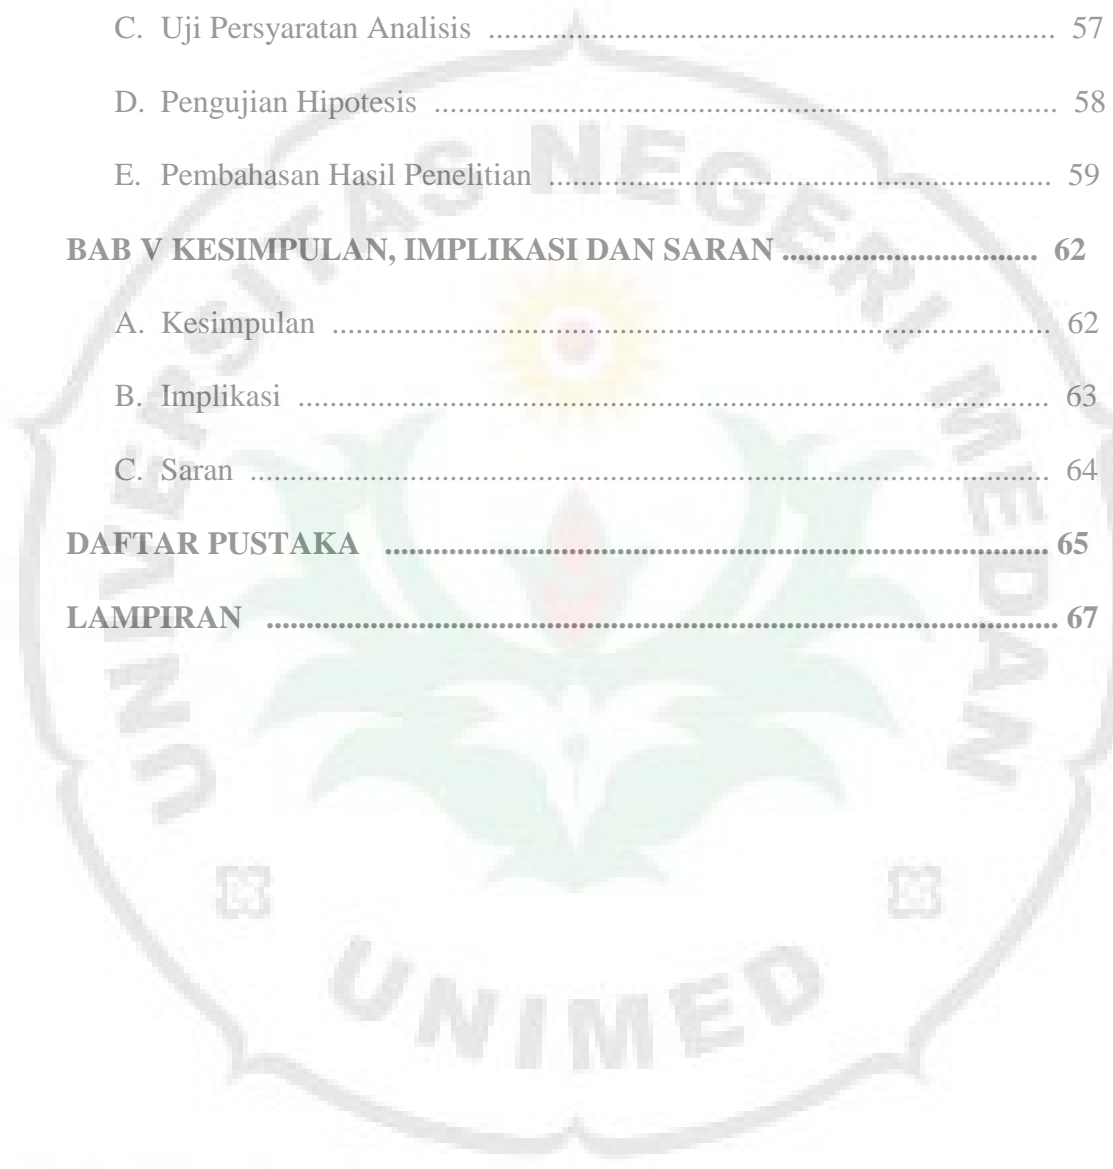 C. Uji Persyaratan Analisis ........................................................................ 57
D. Pengujian Hipotesis ............................................................................... 58
E. Pembahasan Hasil Penelitian ................................................................ 59
BAB V KESIMPULAN, IMPLIKASI DAN SARAN ................................ 62
A. Kesimpulan ........................................................................................... 62
B. Implikasi ............................................................................................... 63
C. Saran ..................................................................................................... 64
DAFTAR PUSTAKA ................................................................................... 65
LAMPIRAN .................................................................................................... 67
UNIVERSITAS NEGERI MEDAN
UNIMED